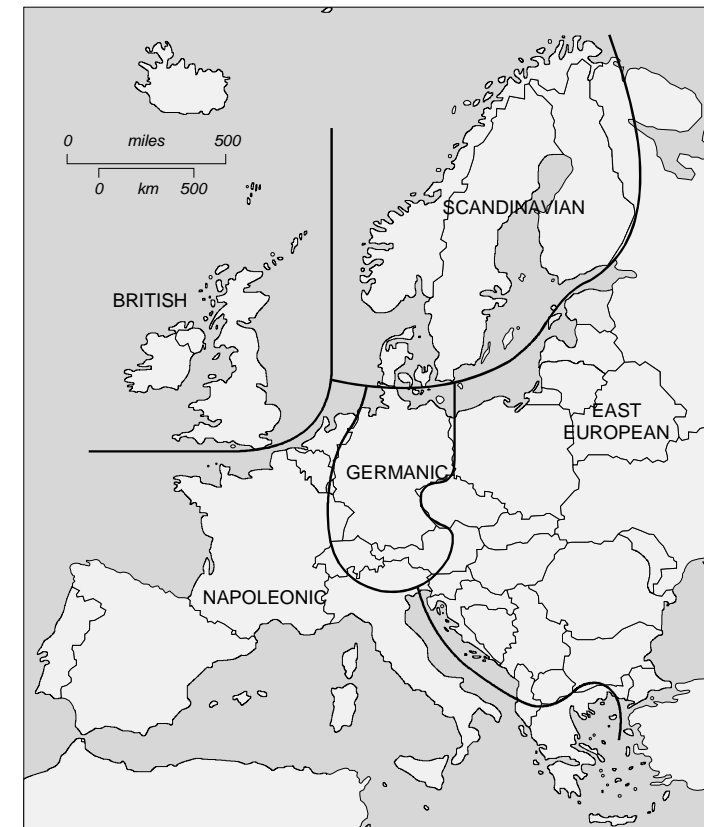 0 miles 500
0 km 500
SCANDINAVIAN
BRITISH
EAST
EUROPEAN
GERMANIC
NAPOLEONIC